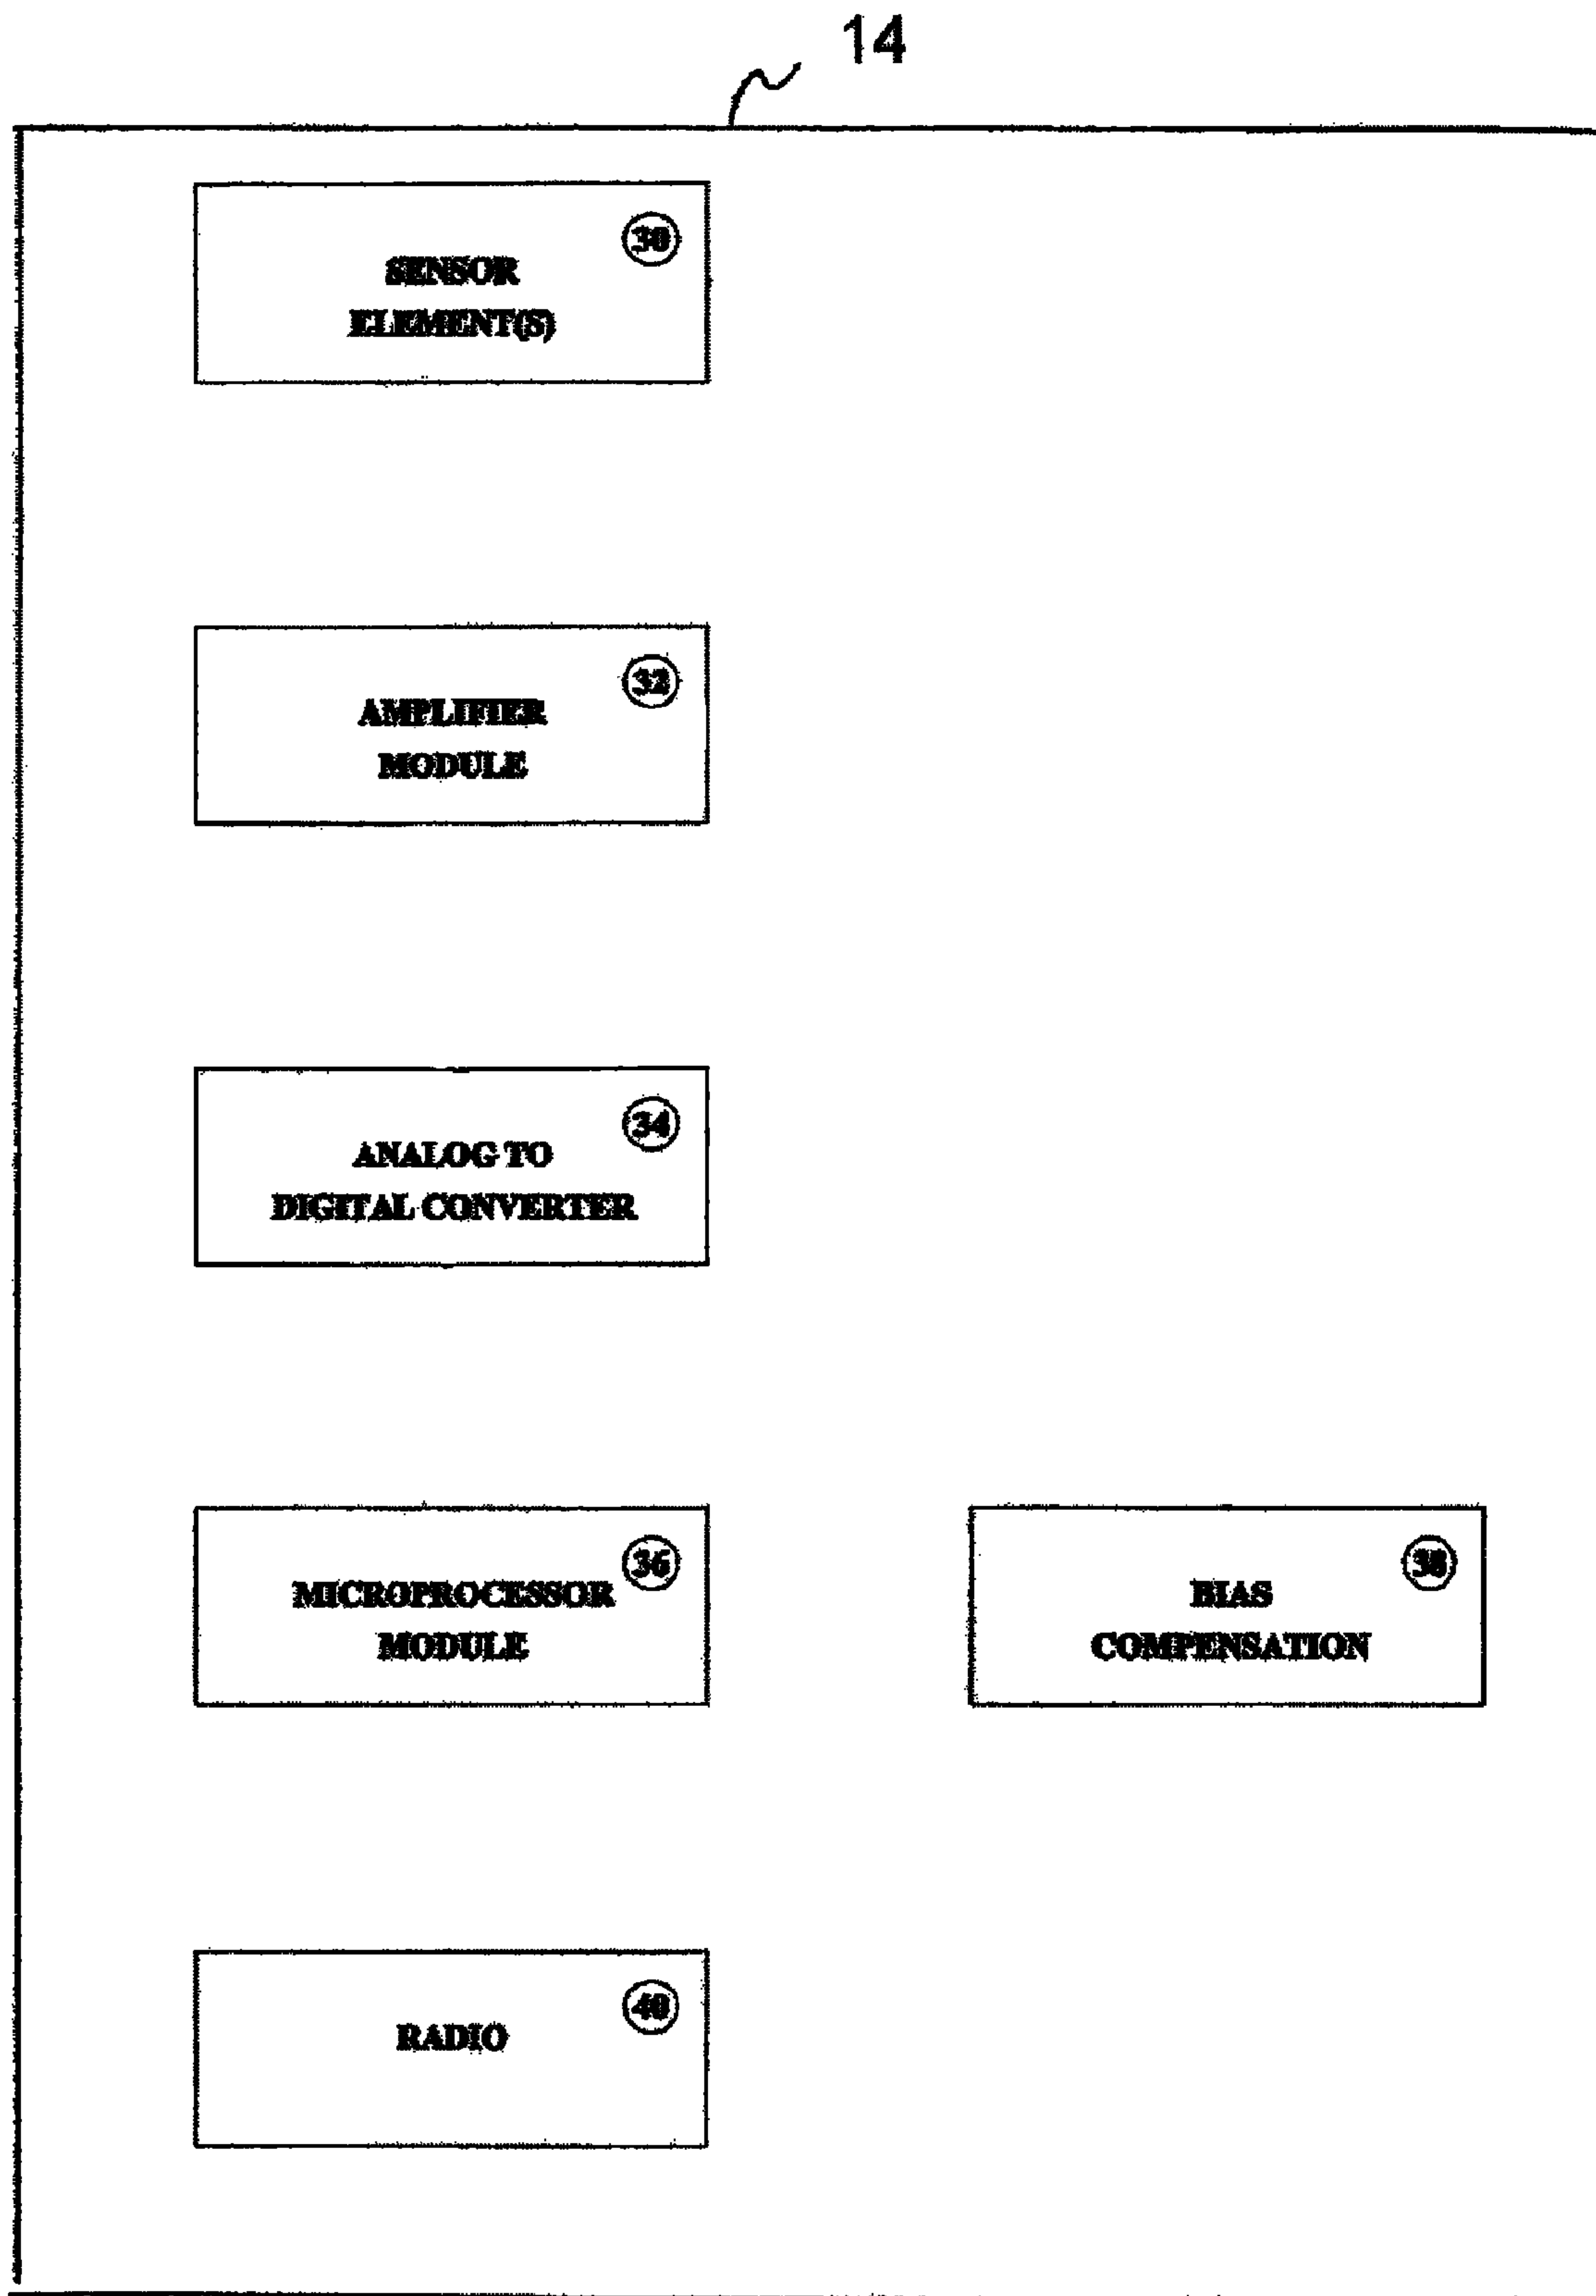 14
30
SENSOR
ELEMENT(S)
32
AMPLIFIER
MODULE
34
ANALOG TO
DIGITAL CONVERTER
36
MICROPROCESSOR
MODULE
38
BIAS
COMPENSATION
40
RADIO